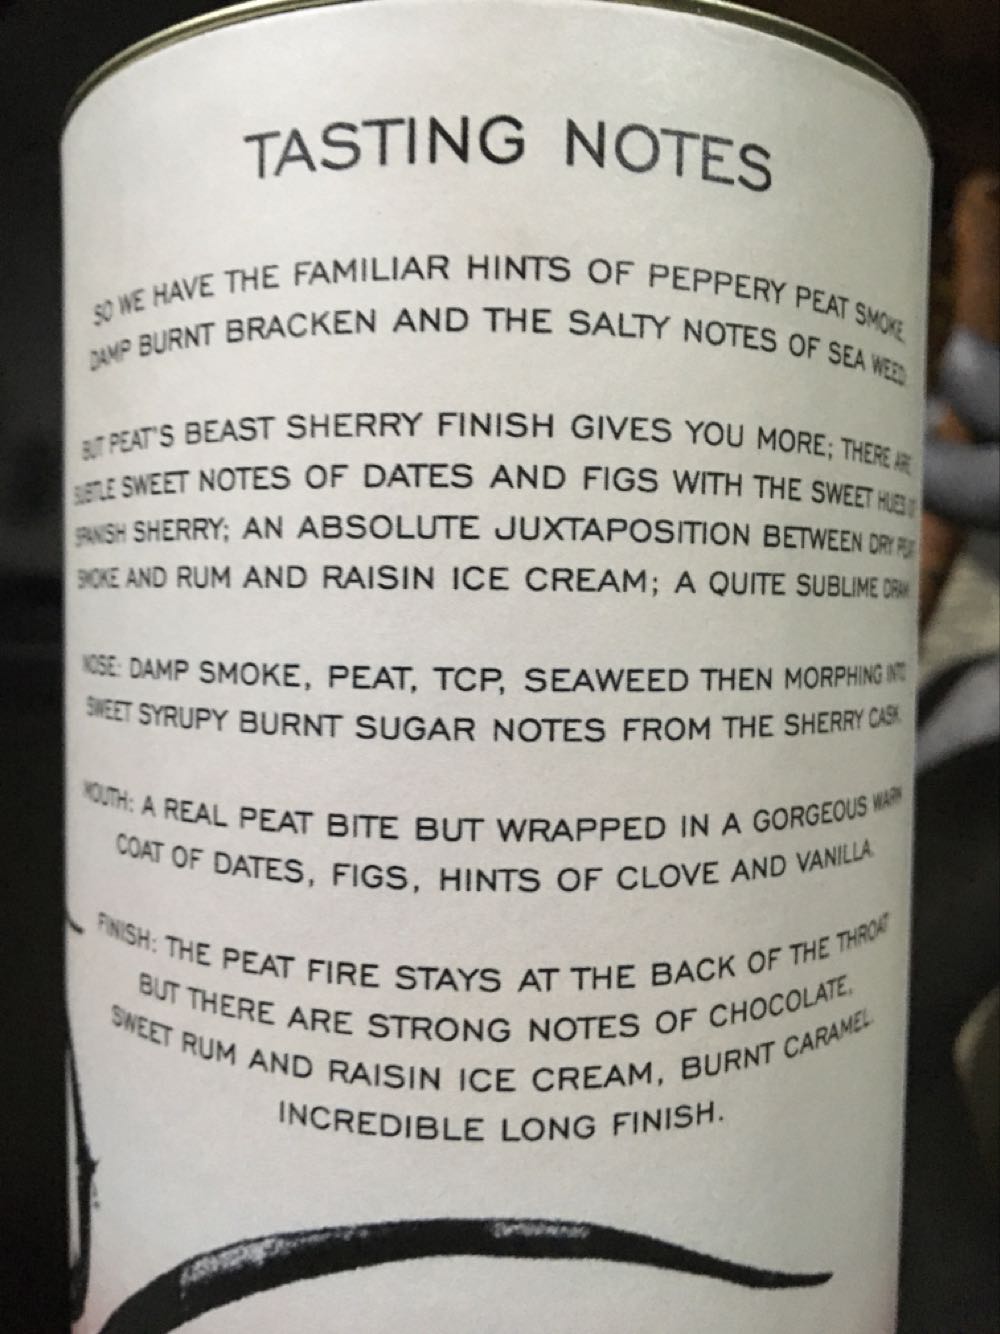 TASTING NOTES
SO WE HAVE THE FAMILIAR HINTS OF PEPPERY PEAT SMOKE,
DAMP BURNT BRACKEN AND THE SALTY NOTES OF SEA WEED.
BUT PEAT'S BEAST SHERRY FINISH GIVES YOU MORE; THERE ARE
SUBTLE SWEET NOTES OF DATES AND FIGS WITH THE SWEET HUES OF
SPANISH SHERRY; AN ABSOLUTE JUXTAPOSITION BETWEEN DRY PEAT
SMOKE AND RUM AND RAISIN ICE CREAM; A QUITE SUBLIME DRAM.
NOSE: DAMP SMOKE, PEAT, TCP, SEAWEED THEN MORPHING INTO
SWEET SYRUPY BURNT SUGAR NOTES FROM THE SHERRY CASK.
MOUTH: A REAL PEAT BITE BUT WRAPPED IN A GORGEOUS WARM
COAT OF DATES, FIGS, HINTS OF CLOVE AND VANILLA.
FINISH: THE PEAT FIRE STAYS AT THE BACK OF THE THROAT
BUT THERE ARE STRONG NOTES OF CHOCOLATE,
SWEET RUM AND RAISIN ICE CREAM, BURNT CARAMEL.
INCREDIBLE LONG FINISH.